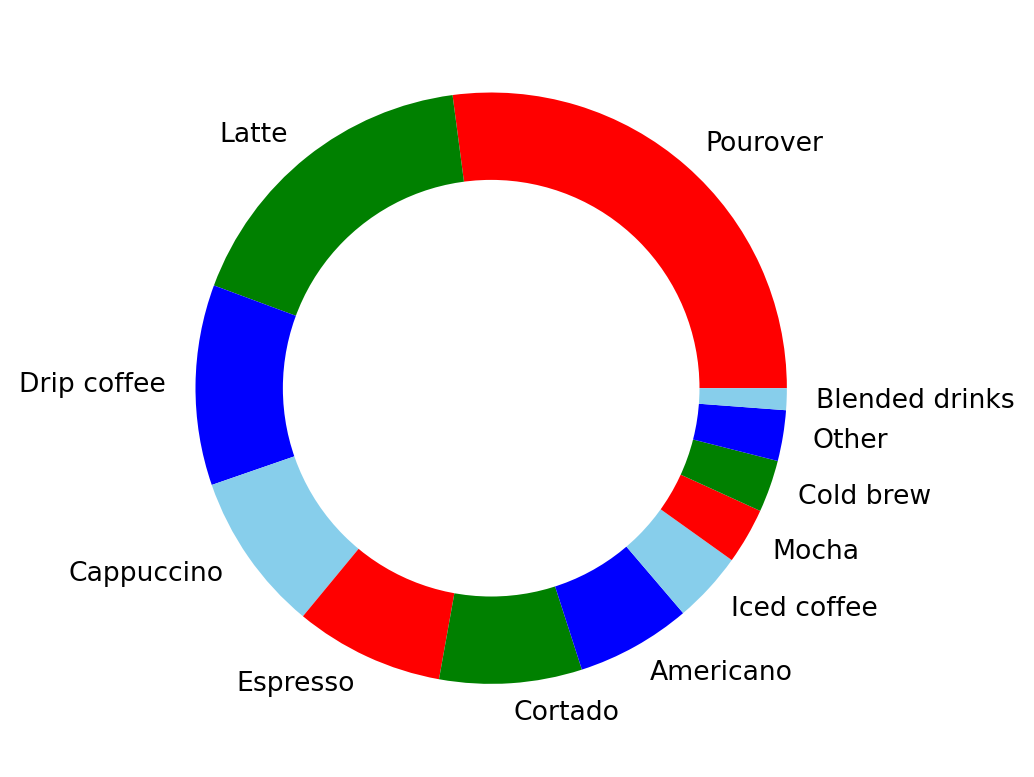 Latte
Pourover
Drip coffee
Blended drinks
Other
Cold brew
Mocha
Cappuccino
Iced coffee
Americano
Espresso
Cortado